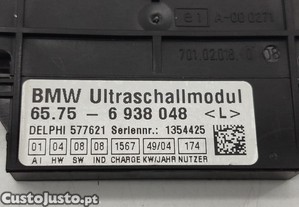 BMW Ultraschallmodul
65.75 - 6 938 048 <L>
DELPHI 577621 Seriennr.: 1354425
01 04 08 08 1567 49/04 174
AI HW SW IND CHARGE KW/JAHR NUTZEN
CustoJusto.pt